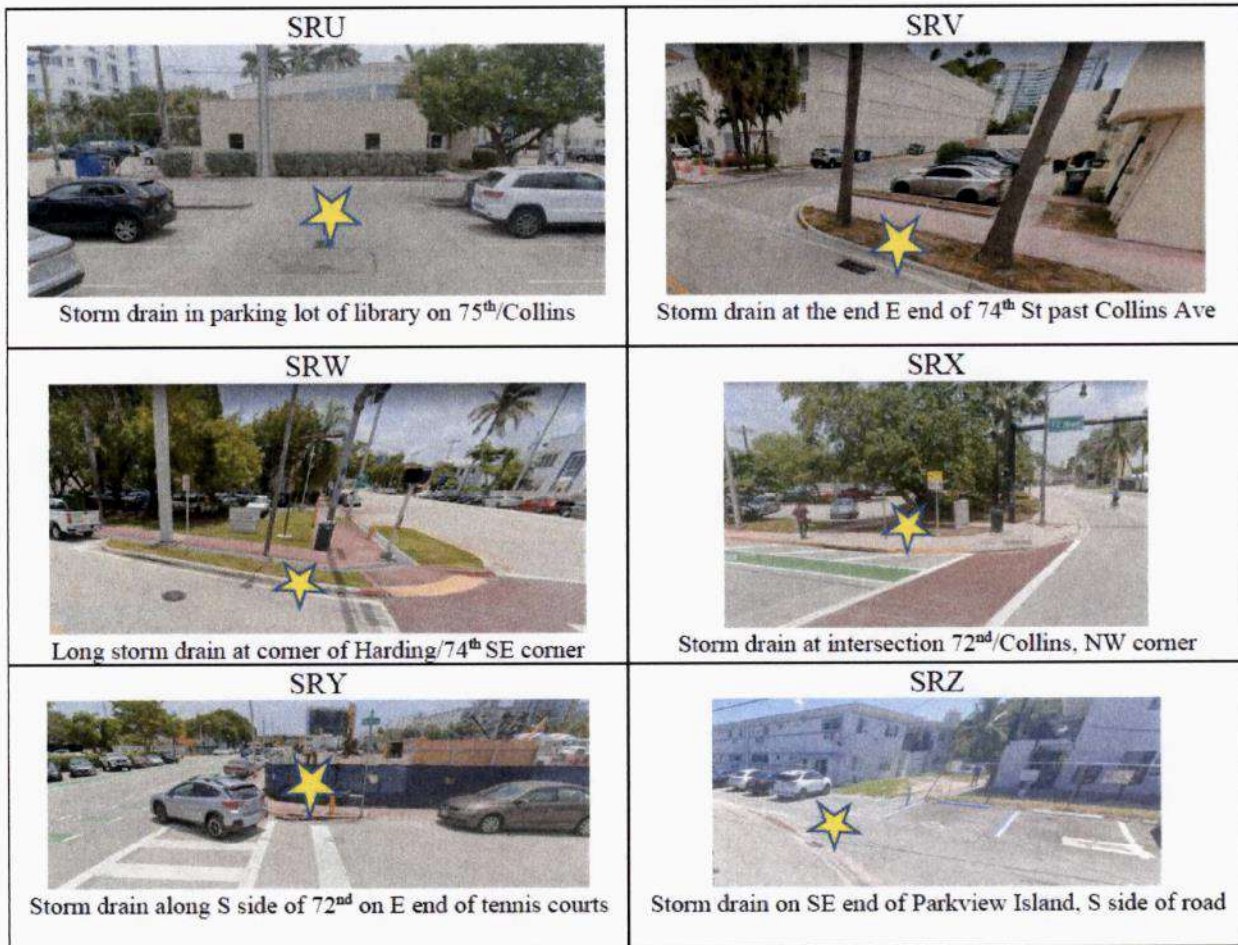 SRU
Storm drain in parking lot of library on 75th/Collins
SRV
Storm drain at the end E end of 74th St past Collins Ave
SRW
Long storm drain at corner of Harding/74th SE corner
SRX
Storm drain at intersection 72nd/Collins, NW corner
SRY
Storm drain along S side of 72nd on E end of tennis courts
SRZ
Storm drain on SE end of Parkview Island, S side of road